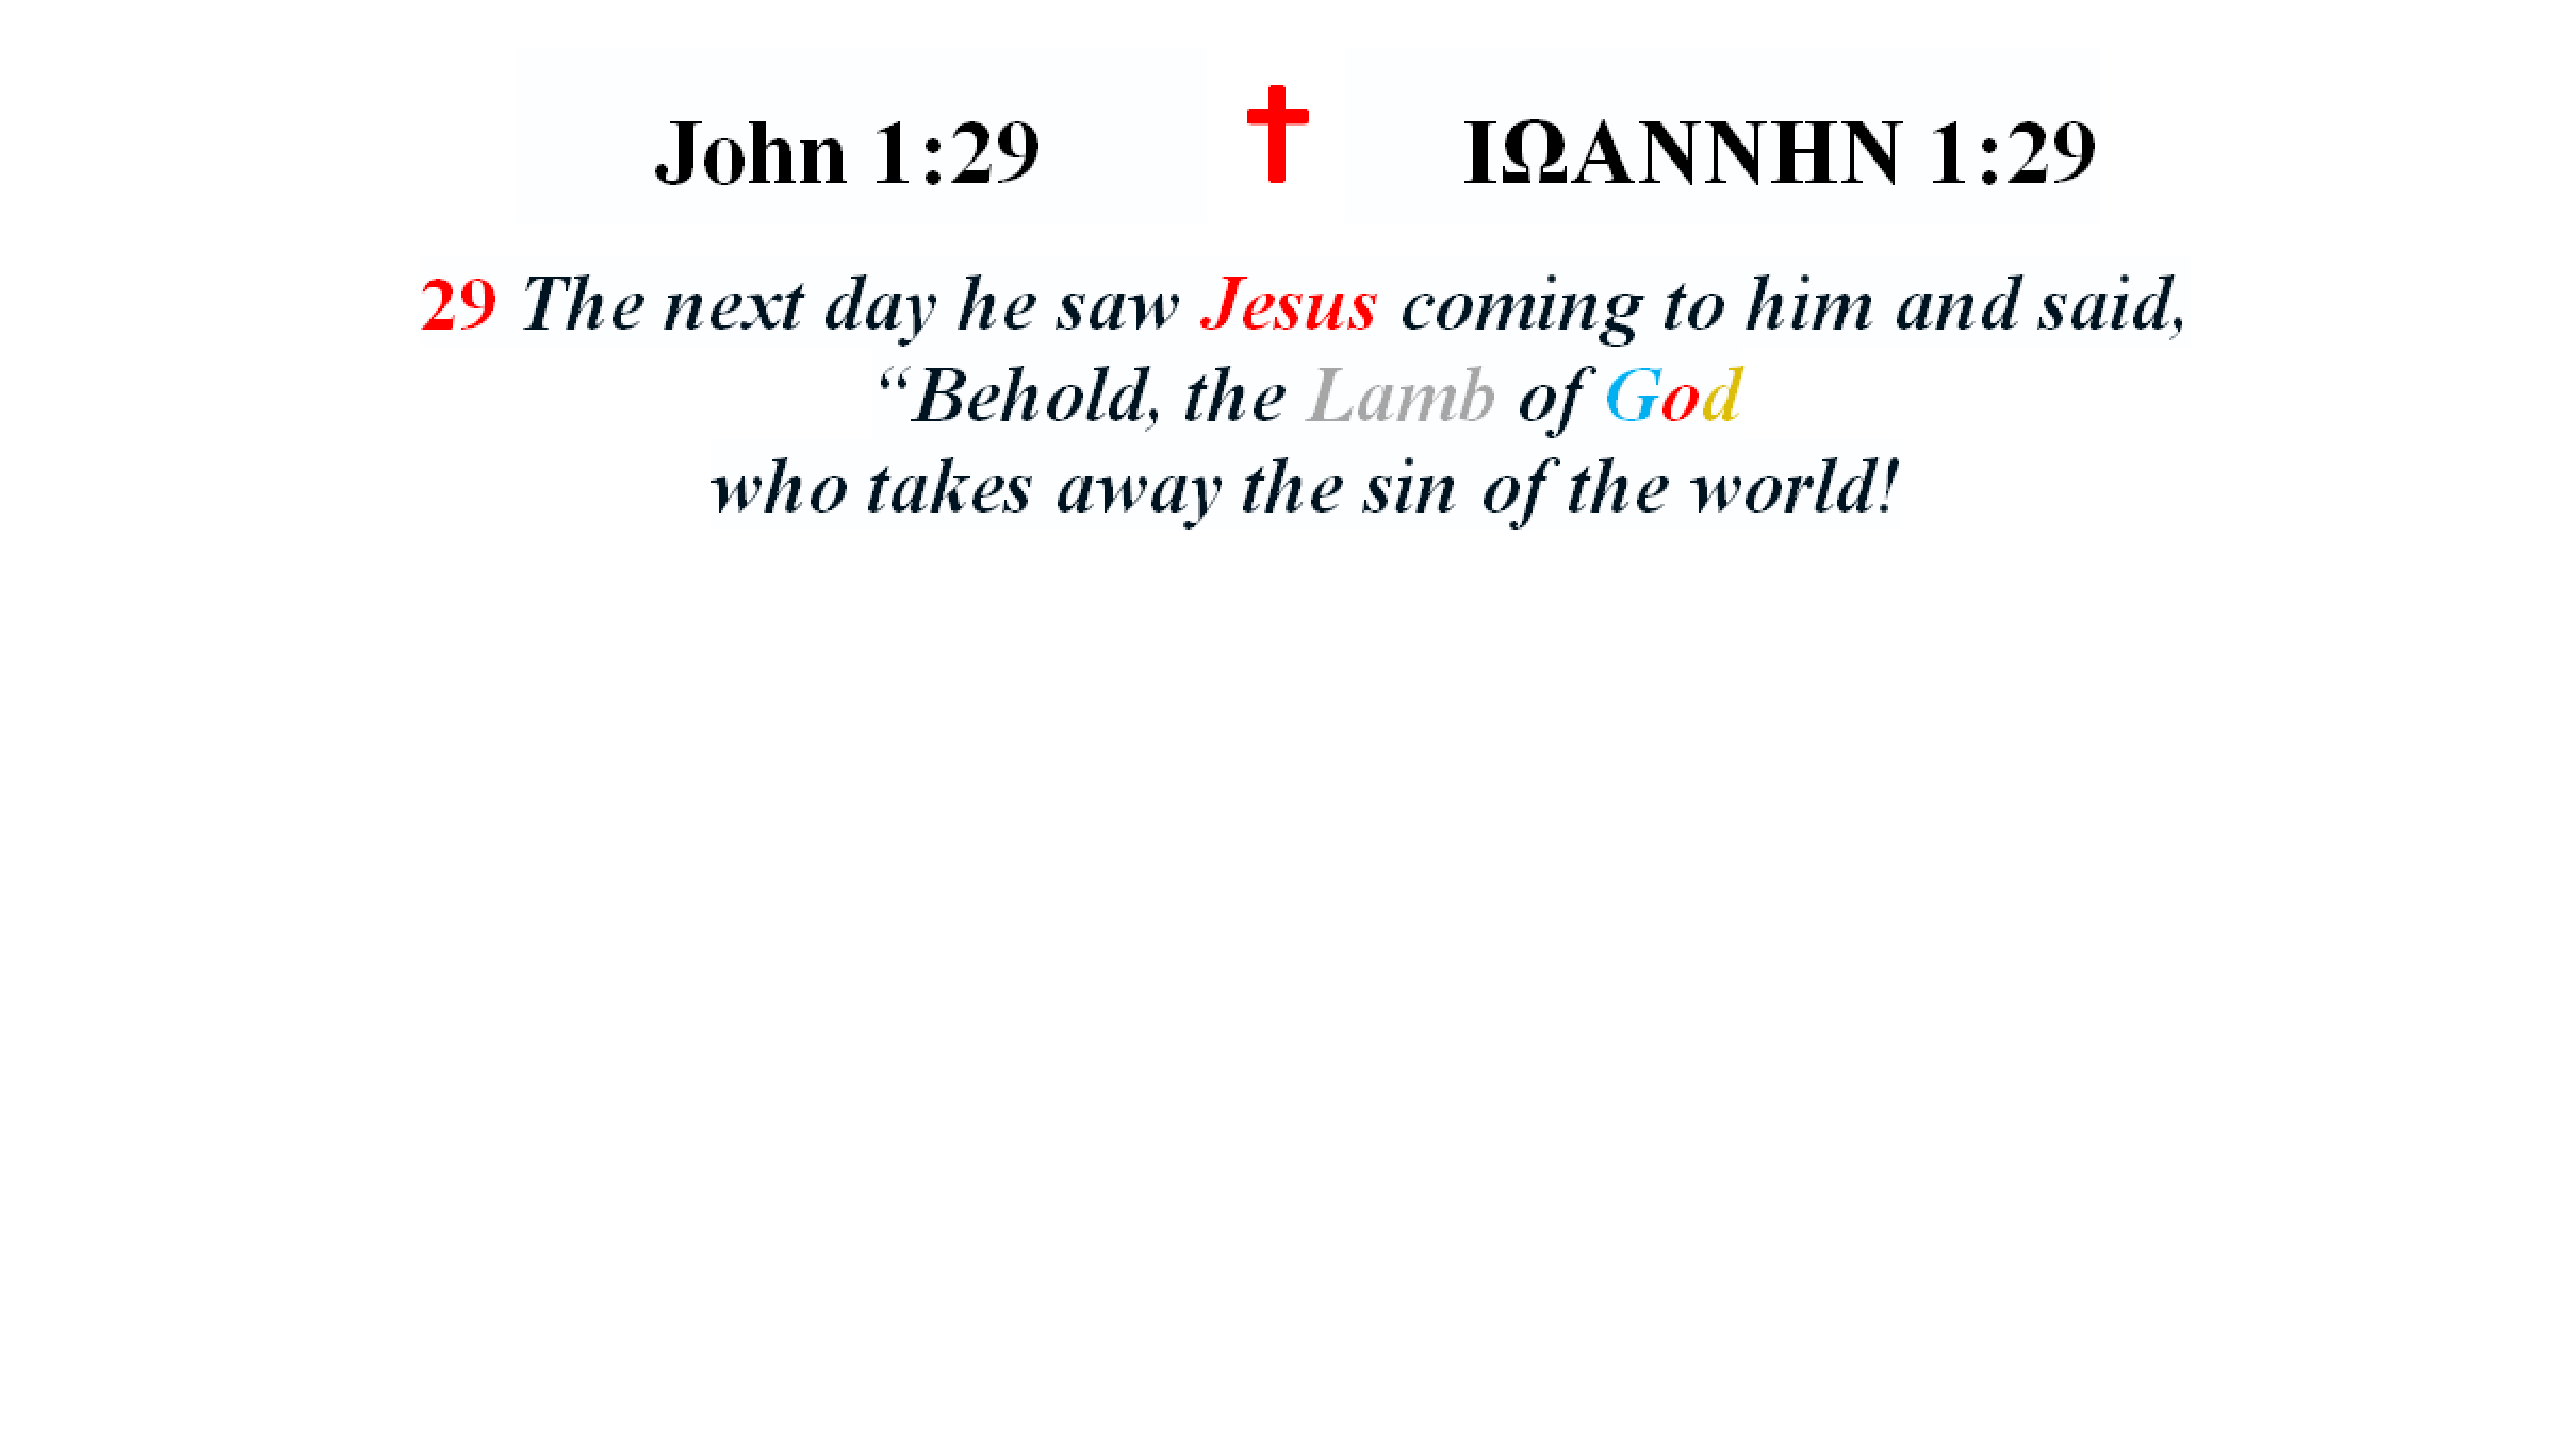 John 1:29 ✝ ΙΩΑΝΝΗΝ 1:29
29 The next day he saw Jesus coming to him and said,
“Behold, the Lamb of God
who takes away the sin of the world!